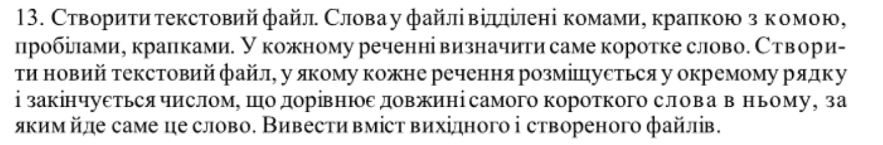 13. Створити текстовий файл. Слова у файлі відділені комами, крапкою з комою,
пробілами, крапками. У кожному реченні визначити саме коротке слово. Створи-
ти новий текстовий файл, у якому кожне речення розміщується у окремому рядку
і закінчується числом, що дорівнює довжині самого короткого слова в ньому, за
яким йде саме це слово. Вивести вміст вихідного і створеного файлів.